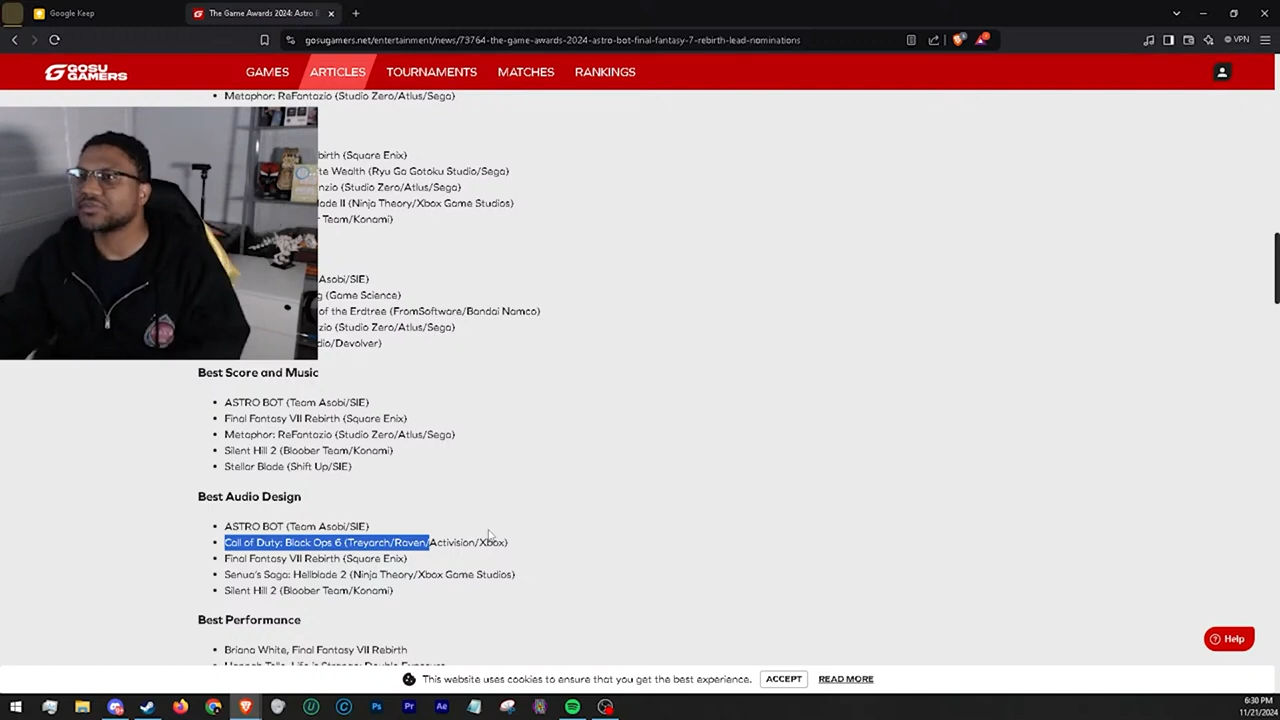 Google Keep
The Game Awards 2024: Astro B
gosugamers.net/entertainment/news/73764-the-game-awards-2024-astro-bot-final-fantasy-7-rebirth-lead-nominations
VPN
GOSU GAMERS
GAMES ARTICLES TOURNAMENTS MATCHES RANKINGS
Metaphor: ReFantazio (Studio Zero/Atlus/Sega)
birth (Square Enix)
te Wealth (Ryu Ga Gotoku Studio/Sega)
nzio (Studio Zero/Atlus/Sega)
lade II (Ninja Theory/Xbox Game Studios)
er Team/Konami)
Asobi/SIE)
g (Game Science)
of the Erdtree (FromSoftware/Bandai Namco)
zio (Studio Zero/Atlus/Sega)
dio/Devolver)
Best Score and Music
ASTRO BOT (Team Asobi/SIE)
Final Fantasy VII Rebirth (Square Enix)
Metaphor: ReFantazio (Studio Zero/Atlus/Sega)
Silent Hill 2 (Bloober Team/Konami)
Stellar Blade (Shift Up/SIE)
Best Audio Design
ASTRO BOT (Team Asobi/SIE)
Call of Duty: Black Ops 6 (Treyarch/Raven/Activision/Xbox)
Final Fantasy VII Rebirth (Square Enix)
Senua's Saga: Hellblade 2 (Ninja Theory/Xbox Game Studios)
Silent Hill 2 (Bloober Team/Konami)
Best Performance
Briana White, Final Fantasy VII Rebirth
Help
This website uses cookies to ensure that you get the best experience. ACCEPT READ MORE
6:30 PM
11/21/2024